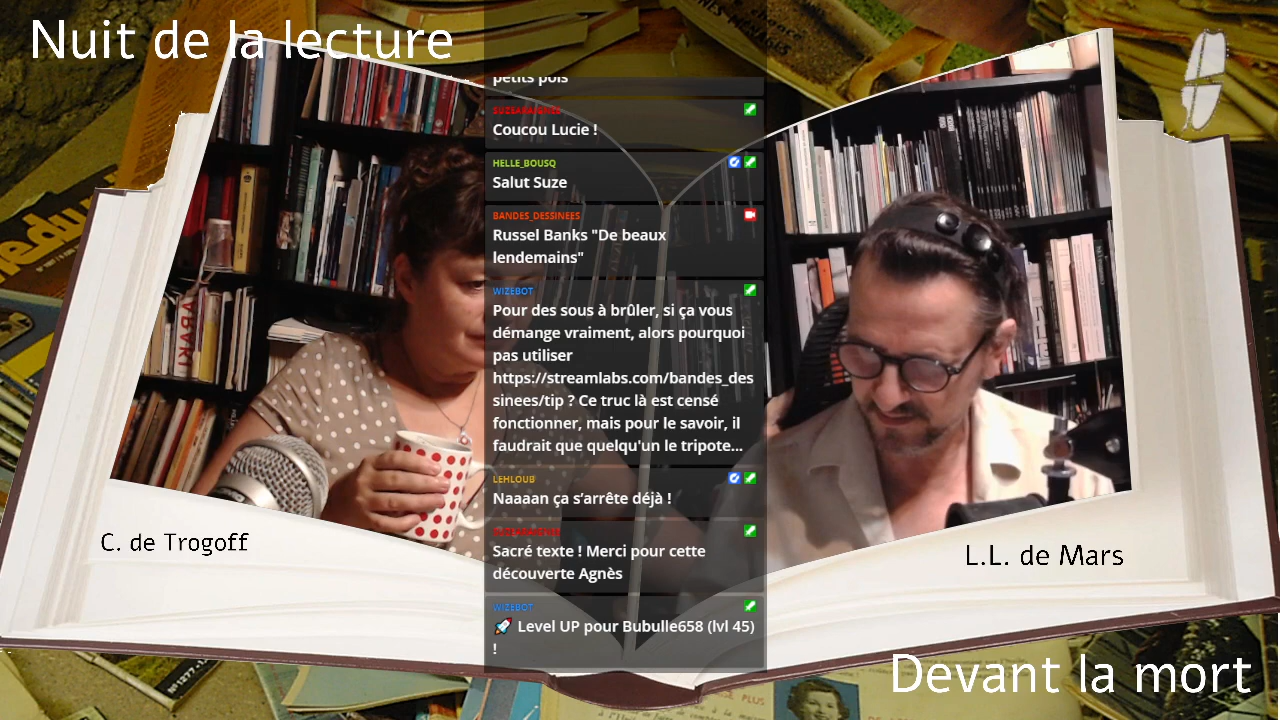 Nuit de la lecture
petits pois
Coucou Lucie !
HELLE_BOUSQ
Salut Suze
BANDES_DESSINEES
Russel Banks "De beaux
lendemains"
WIZEBOT
Pour des sous à brûler, si ça vous
démange vraiment, alors pourquoi
pas utiliser
https://streamlabs.com/bandes_des
sinees/tip ? Ce truc là est censé
fonctionner, mais pour le savoir, il
faudrait que quelqu'un le tripote...
LEHLOUB
Naaaan ça s’arrête déjà !
Sacré texte ! Merci pour cette
découverte Agnès
WIZEBOT
🚀 Level UP pour Bubulle658 (lvl 45)
!
C. de Trogoff
L.L. de Mars
Devant la mort